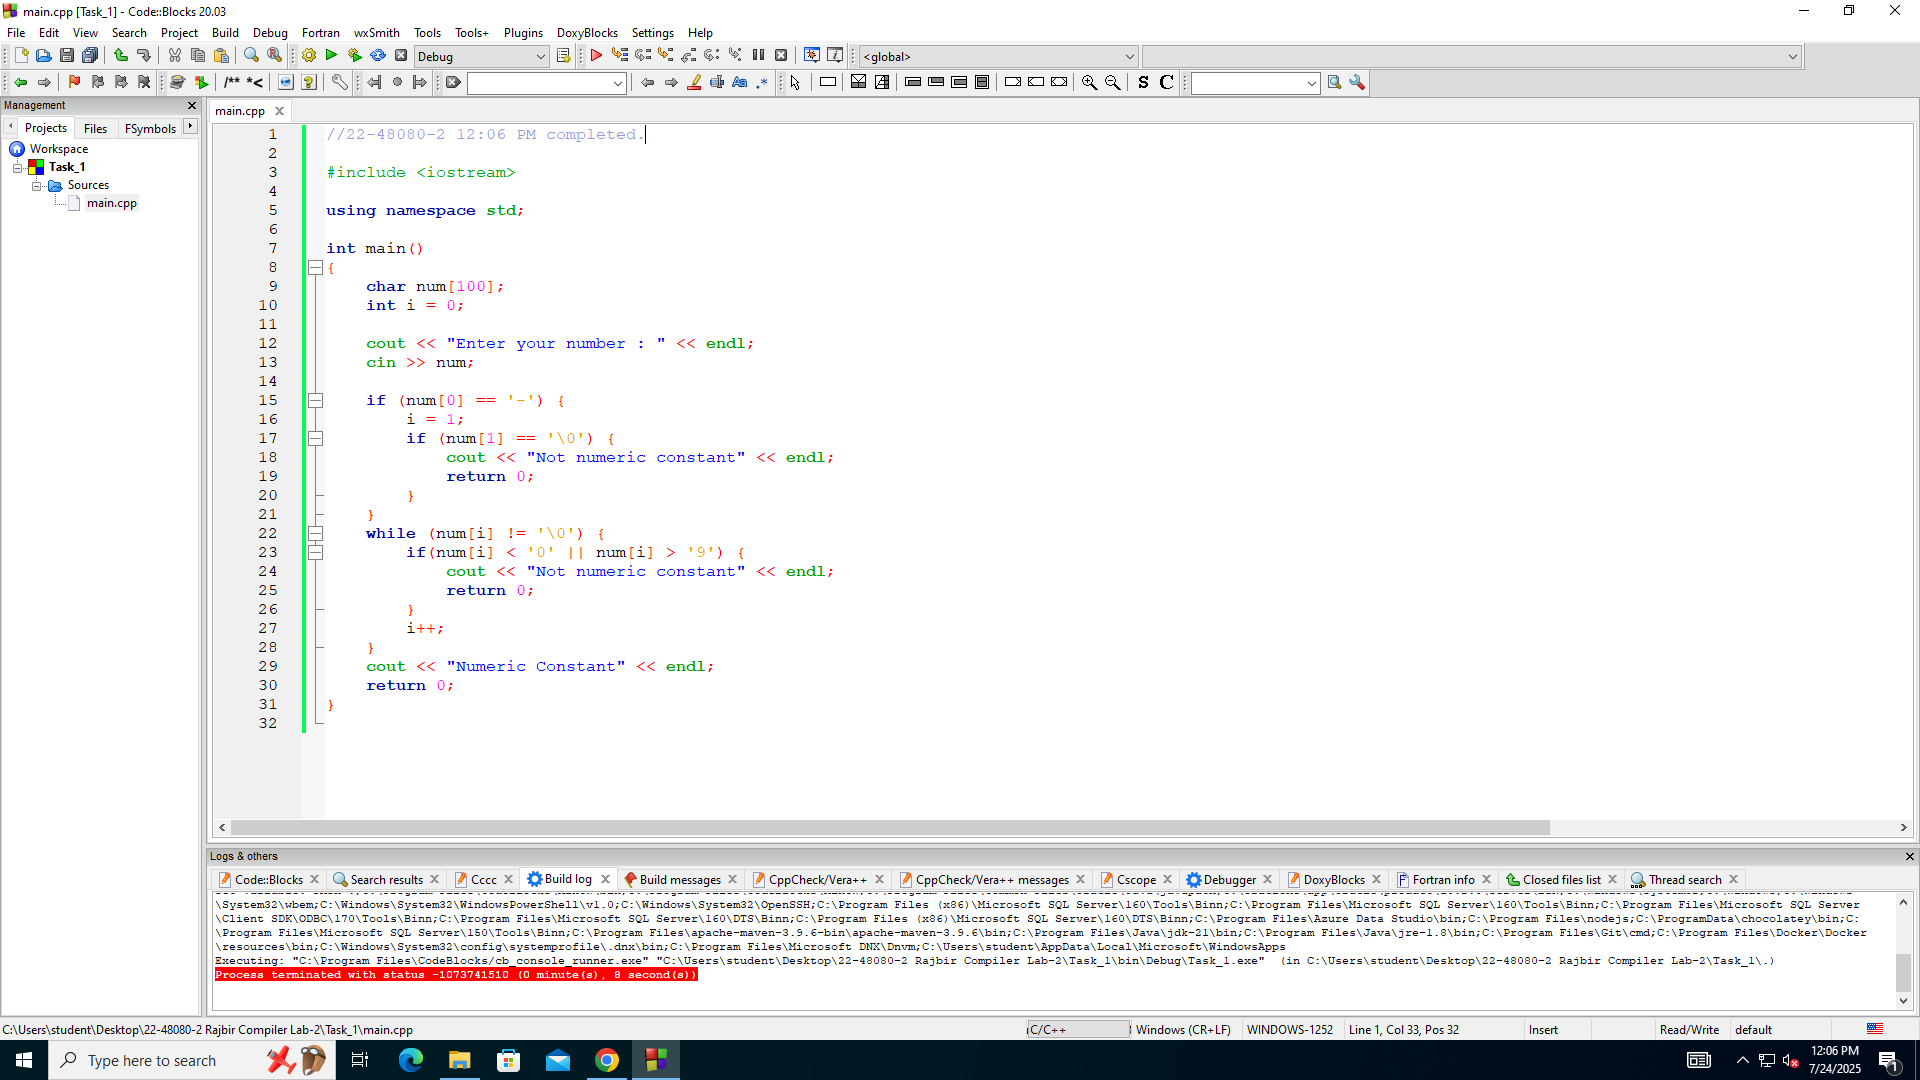 main.cpp [Task_1] - Code::Blocks 20.03
File Edit View Search Project Build Debug Fortran wxSmith Tools Tools+ Plugins DoxyBlocks Settings Help
Debug
<global>
/** *<
S C
Management
main.cpp
Projects Files FSymbols
Workspace
Task_1
Sources
main.cpp
1 //22-48080-2 12:06 PM completed.
2
3 #include <iostream>
4
5 using namespace std;
6
7 int main()
8 {
9 char num[100];
10 int i = 0;
11
12 cout << "Enter your number : " << endl;
13 cin >> num;
14
15 if (num[0] == '-') {
16 i = 1;
17 if (num[1] == '\0') {
18 cout << "Not numeric constant" << endl;
19 return 0;
20 }
21 }
22 while (num[i] != '\0') {
23 if(num[i] < '0' || num[i] > '9') {
24 cout << "Not numeric constant" << endl;
25 return 0;
26 }
27 i++;
28 }
29 cout << "Numeric Constant" << endl;
30 return 0;
31 }
32
Logs & others
Code::Blocks Search results Cccc Build log Build messages CppCheck/Vera++ CppCheck/Vera++ messages Cscope Debugger DoxyBlocks Fortran info Closed files list Thread search
\System32\wbem;C:\Windows\System32\WindowsPowerShell\v1.0;C:\Windows\System32\OpenSSH;C:\Program Files (x86)\Microsoft SQL Server\160\Tools\Binn;C:\Program Files\Microsoft SQL Server\160\Tools\Binn;C:\Program Files\Microsoft SQL Server
\Client SDK\ODBC\170\Tools\Binn;C:\Program Files\Microsoft SQL Server\160\DTS\Binn;C:\Program Files (x86)\Microsoft SQL Server\160\DTS\Binn;C:\Program Files\Azure Data Studio\bin;C:\Program Files\nodejs;C:\ProgramData\chocolatey\bin;C:
\Program Files\Microsoft SQL Server\150\Tools\Binn;C:\Program Files\apache-maven-3.9.6-bin\apache-maven-3.9.6\bin;C:\Program Files\Java\jdk-21\bin;C:\Program Files\Java\jre-1.8\bin;C:\Program Files\Git\cmd;C:\Program Files\Docker\Docker
\resources\bin;C:\Windows\System32\config\systemprofile\.dnx\bin;C:\Program Files\Microsoft DNX\Dnvm;C:\Users\student\AppData\Local\Microsoft\WindowsApps
Executing: "C:\Program Files\CodeBlocks/cb_console_runner.exe" "C:\Users\student\Desktop\22-48080-2 Rajbir Compiler Lab-2\Task_1\bin\Debug\Task_1.exe" (in C:\Users\student\Desktop\22-48080-2 Rajbir Compiler Lab-2\Task_1\.)
Process terminated with status -1073741510 (0 minute(s), 8 second(s))
C:\Users\student\Desktop\22-48080-2 Rajbir Compiler Lab-2\Task_1\main.cpp C/C++ Windows (CR+LF) WINDOWS-1252 Line 1, Col 33, Pos 32 Insert Read/Write default
Type here to search
12:06 PM
7/24/2025
1